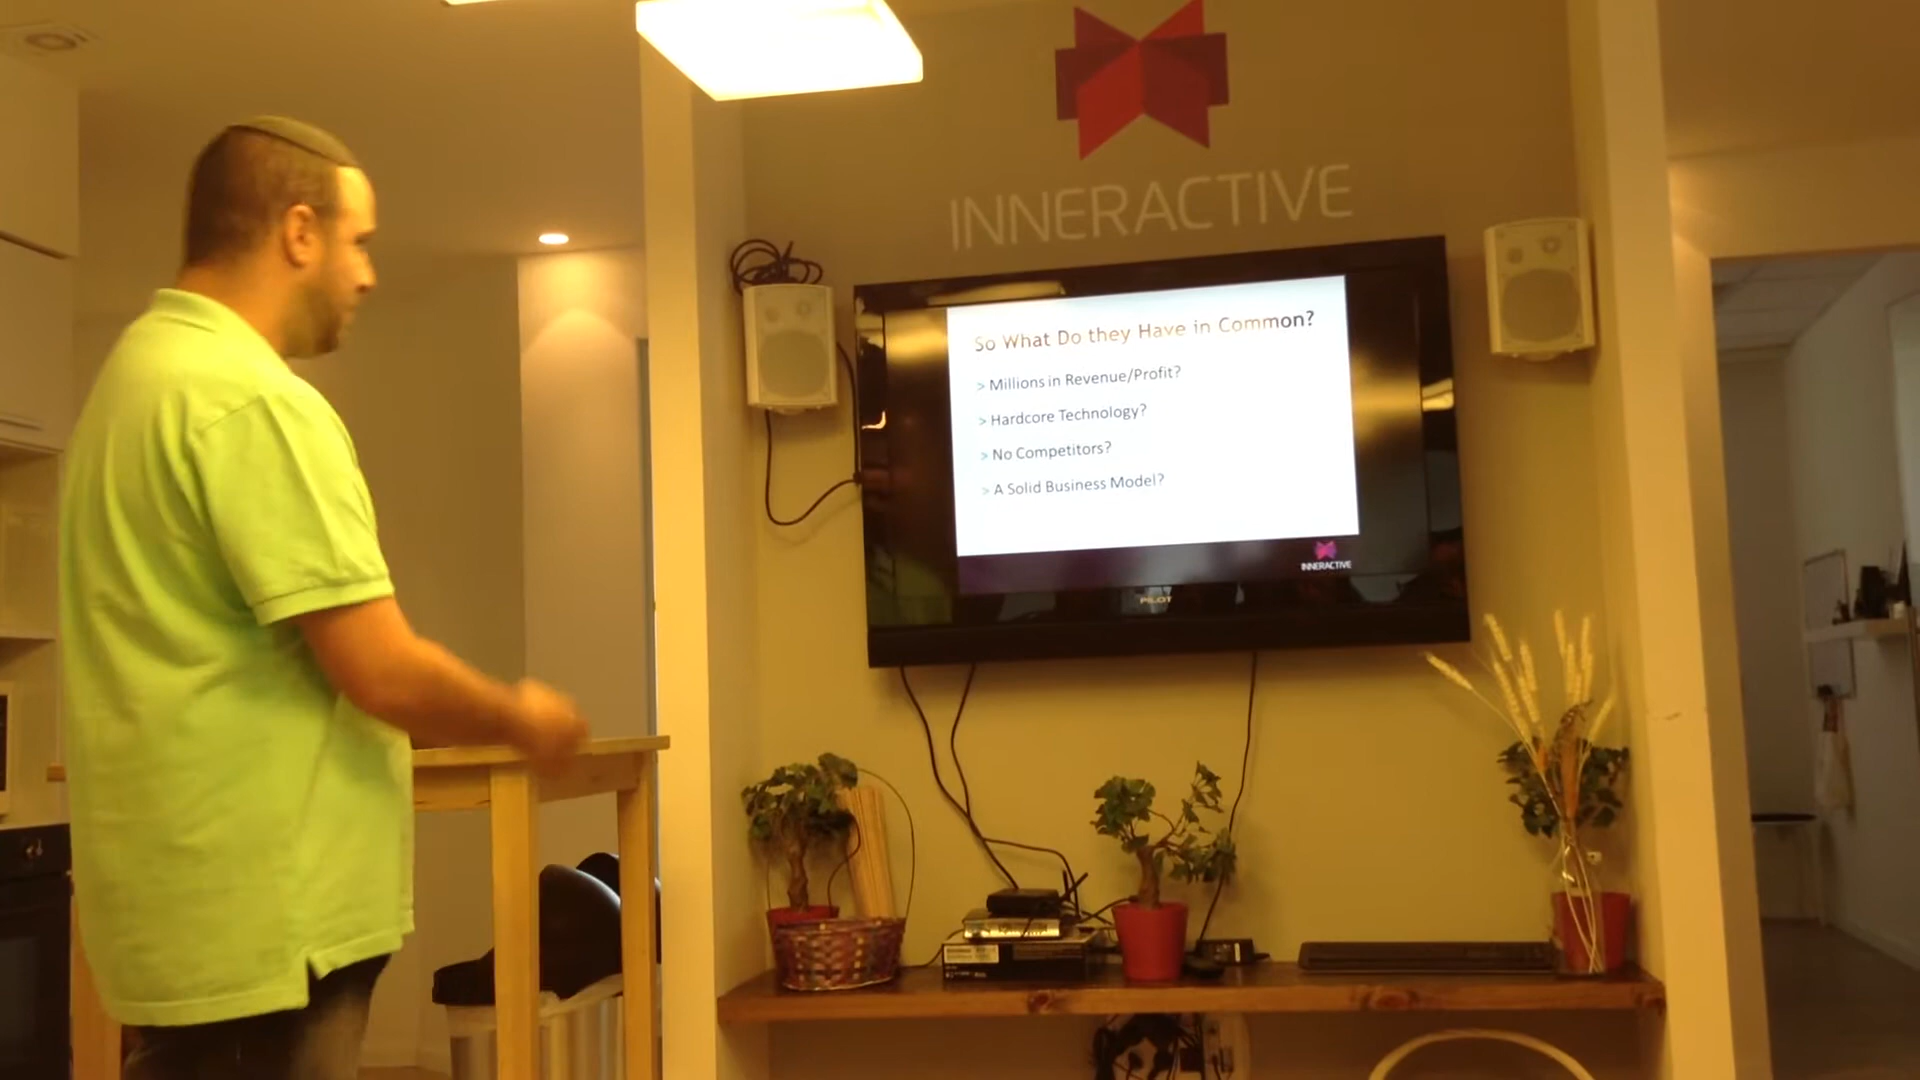 INNERACTIVE
So What Do they Have in Common?
> Millions in Revenue/Profit?
> Hardcore Technology?
> No Competitors?
> A Solid Business Model?
INNERACTIVE
PILOT